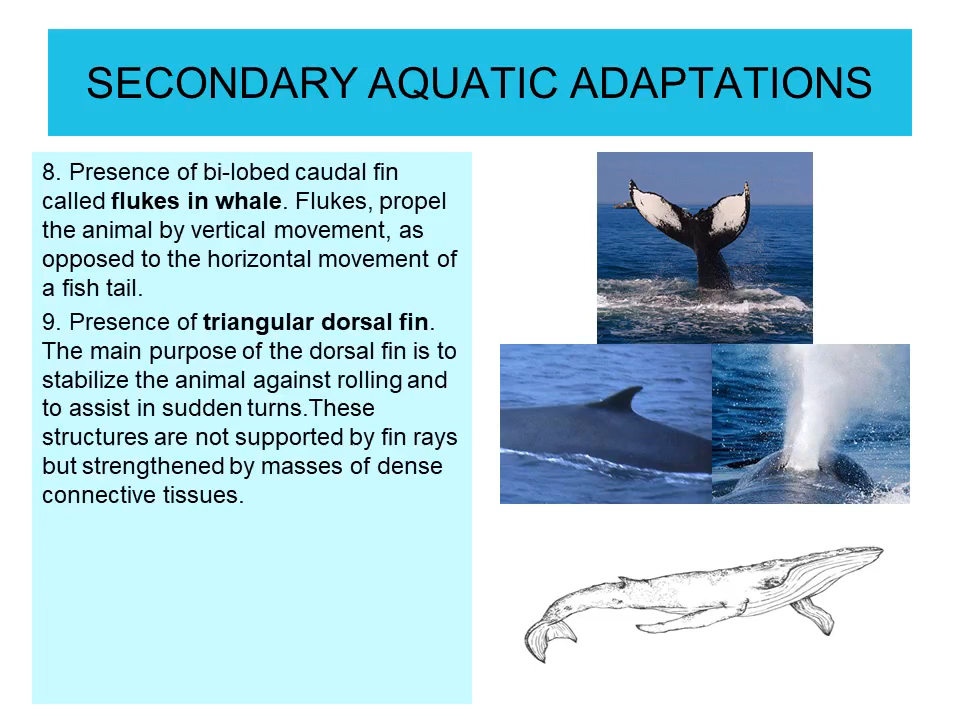 SECONDARY AQUATIC ADAPTATIONS
8. Presence of bi-lobed caudal fin
called flukes in whale. Flukes, propel
the animal by vertical movement, as
opposed to the horizontal movement of
a fish tail.
9. Presence of triangular dorsal fin.
The main purpose of the dorsal fin is to
stabilize the animal against rolling and
to assist in sudden turns.These
structures are not supported by fin rays
but strengthened by masses of dense
connective tissues.